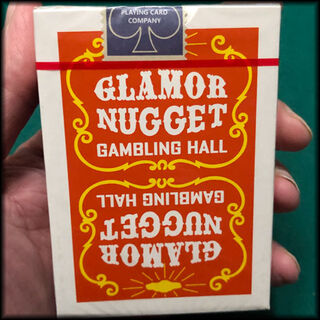 PLAYING CARD
COMPANY
GLAMOR
NUGGET
GAMBLING HALL
GAMBLING HALL
NUGGET
GLAMOR